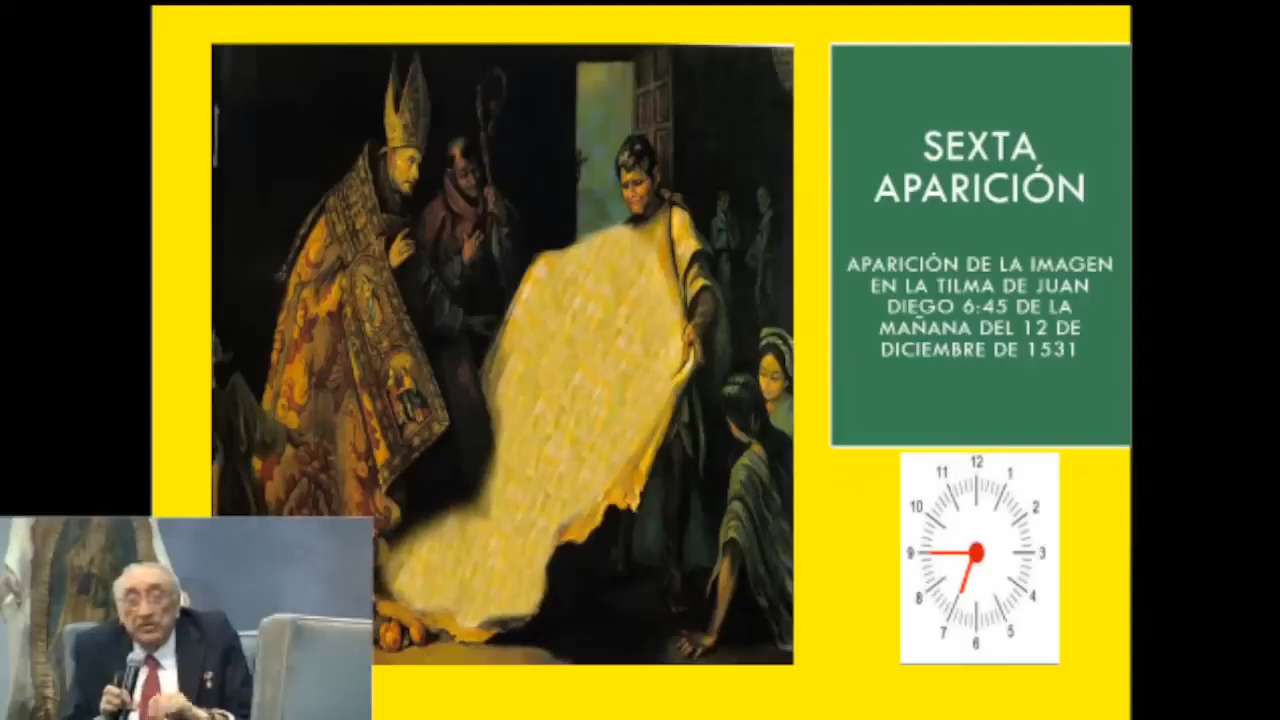 SEXTA
APARICIÓN
APARICIÓN DE LA IMAGEN
EN LA TILMA DE JUAN
DIEGO 6:45 DE LA
MAÑANA DEL 12 DE
DICIEMBRE DE 1531
12
1
2
3
4
5
6
7
8
9
10
11